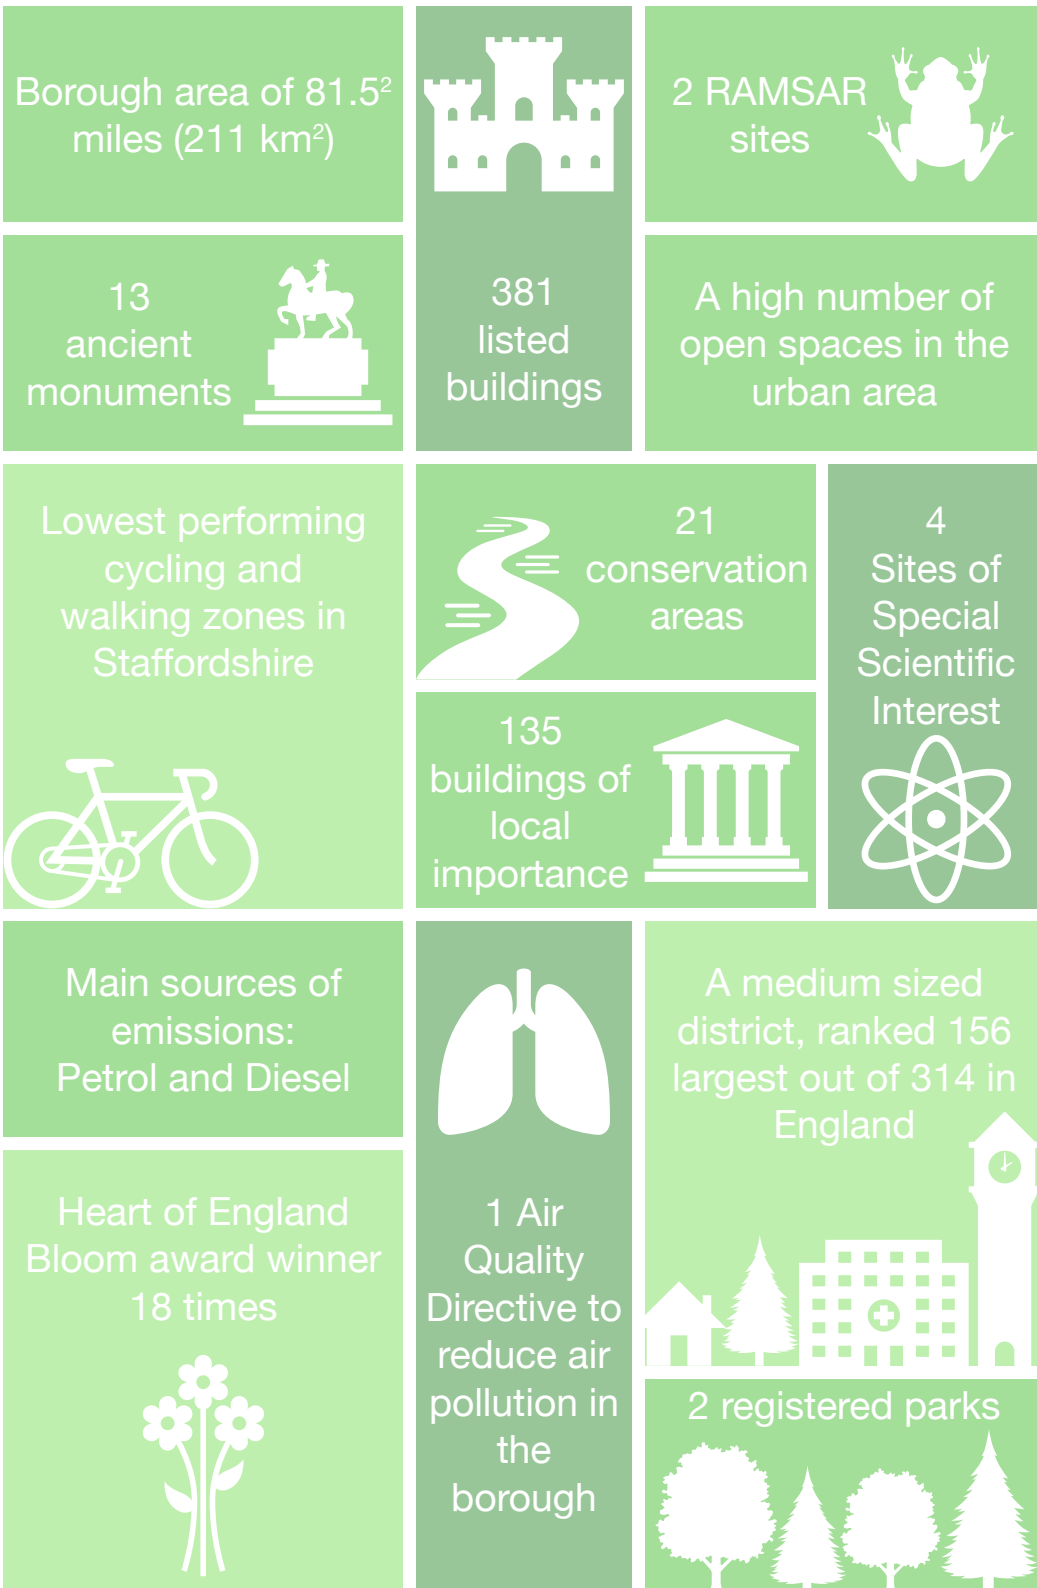 Borough area of 81.5²
miles (211 km²)
381
listed
buildings
2 RAMSAR
sites
13
ancient
monuments
A high number of
open spaces in the
urban area
Lowest performing
cycling and
walking zones in
Staffordshire
21
conservation
areas
4
Sites of
Special
Scientific
Interest
135
buildings of
local
importance
Main sources of
emissions:
Petrol and Diesel
1 Air
Quality
Directive to
reduce air
pollution in
the
borough
A medium sized
district, ranked 156
largest out of 314 in
England
Heart of England
Bloom award winner
18 times
2 registered parks